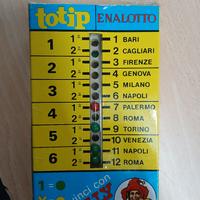 totip ENALOTTO
1 1° 1 BARI
2° 2 CAGLIARI
2 1° 3 FIRENZE
2° 4 GENOVA
3 1° 5 MILANO
2° 6 NAPOLI
4 1° 7 PALERMO
2° 8 ROMA
5 1° 9 TORINO
2° 10 VENEZIA
6 1° 11 NAPOLI
2° 12 ROMA
1=
vinci con